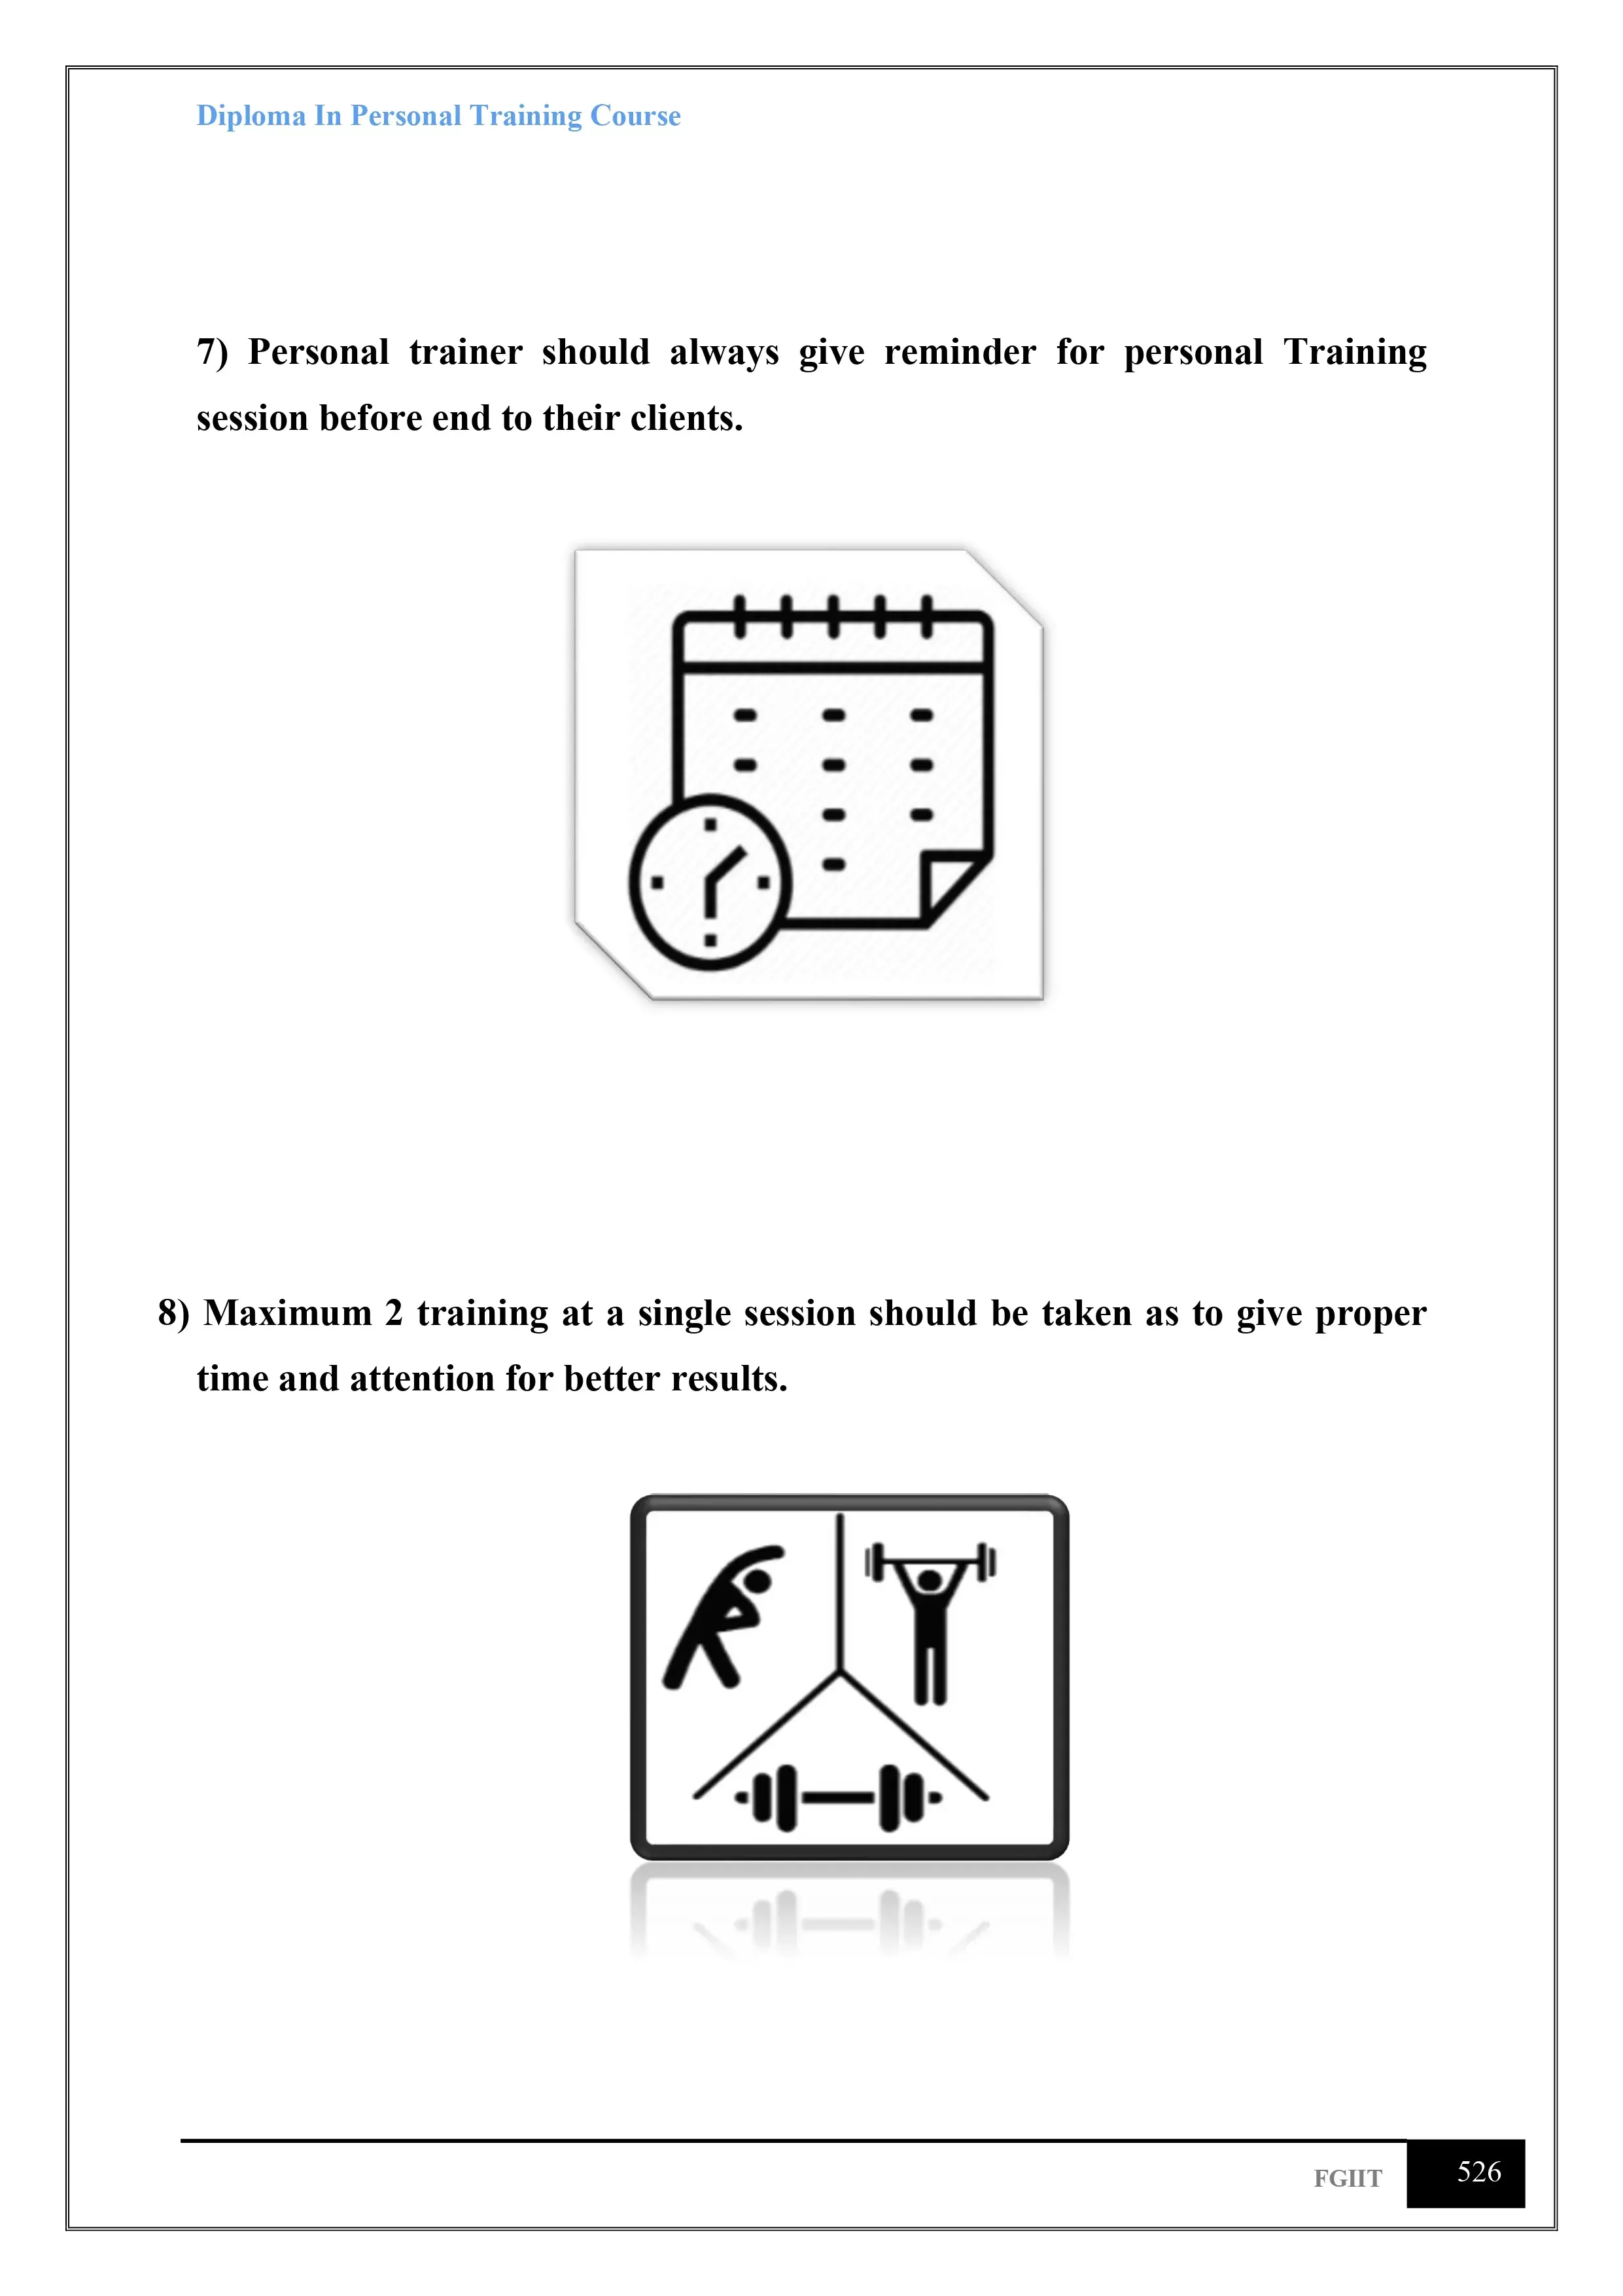 Diploma In Personal Training Course
7) Personal trainer should always give reminder for personal Training
session before end to their clients.
8) Maximum 2 training at a single session should be taken as to give proper
time and attention for better results.
FGIIT 526